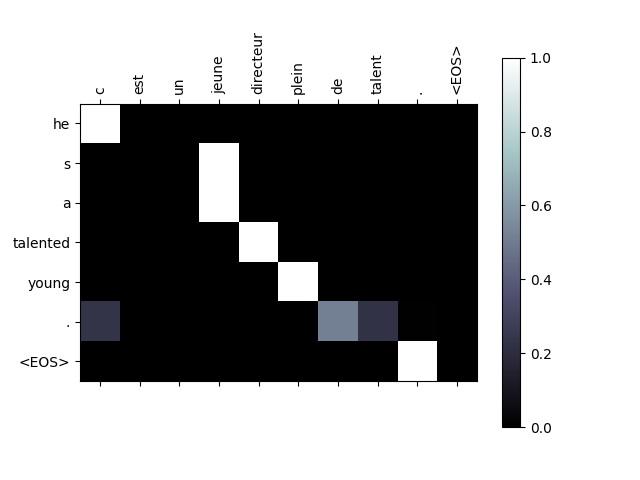 c est un jeune directeur plein de talent . <EOS>
he
s
a
talented
young
.
<EOS>
1.0
0.8
0.6
0.4
0.2
0.0